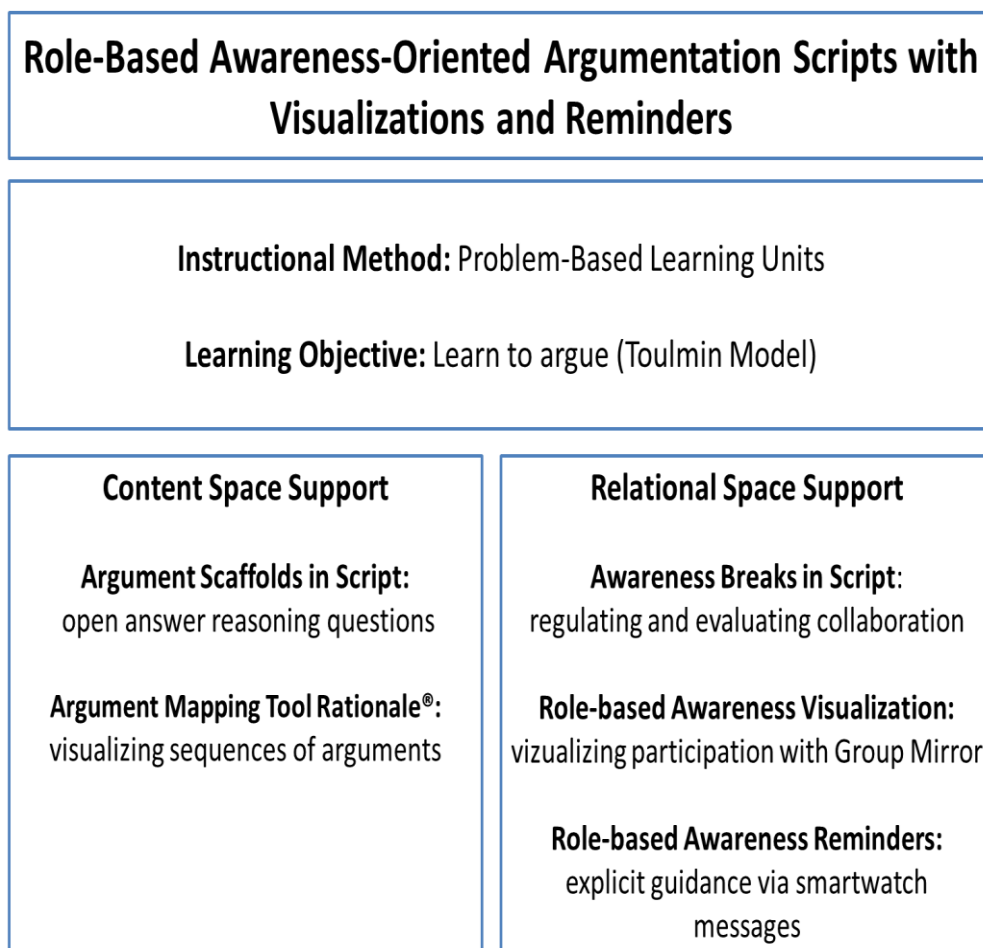 Role-Based Awareness-Oriented Argumentation Scripts with
Visualizations and Reminders
Instructional Method: Problem-Based Learning Units
Learning Objective: Learn to argue (Toulmin Model)
Content Space Support
Argument Scaffolds in Script:
open answer reasoning questions
Argument Mapping Tool Rationale®:
visualizing sequences of arguments
Relational Space Support
Awareness Breaks in Script:
regulating and evaluating collaboration
Role-based Awareness Visualization:
vizualizing participation with Group Mirror
Role-based Awareness Reminders:
explicit guidance via smartwatch
messages